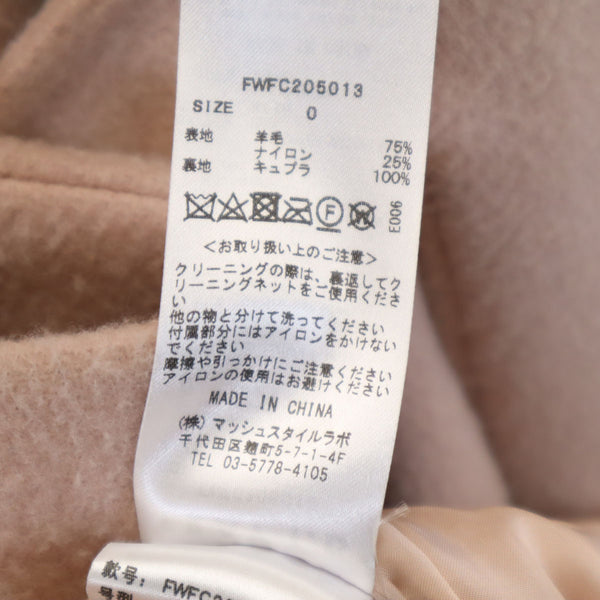 FWFC205013
SIZE 0
表地 羊毛 75%
ナイロン 25%
裏地 キュプラ 100%
F W E006
<お取り扱い上のご注意>
クリーニングの際は、裏返してク
リーニングネットをご使用くださ
い
他の物と分けて洗ってください
付属部分にはアイロンをかけない
でください
摩擦や引っかけにご注意ください
アイロンの使用はお避けください
MADE IN CHINA
(株)マッシュスタイルラボ
千代田区麹町5-7-1-4F
TEL 03-5778-4105
款号: FWFC20
号型